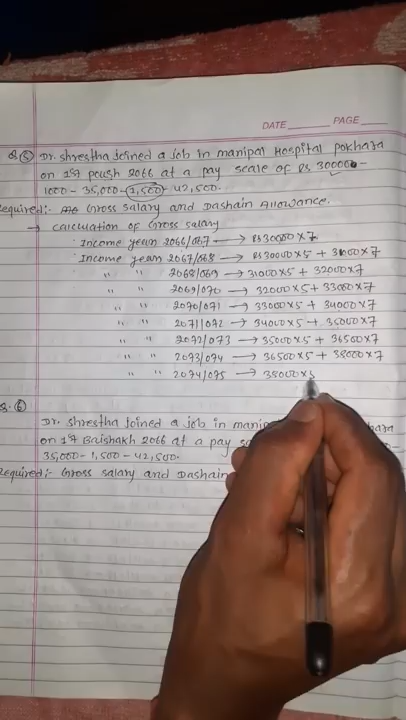 DATE PAGE
Q. 5 Dr. Shrestha joined a job in manipal Hospital pokhara
on 1st poush 2066 at a pay scale of Rs 30000-
1000 - 35,000-1,500- 42,500.
Required:- Gross salary and Dashain Allowance.
→ calculation of Gross salary
Income year 2066/067 → Rs 30000×7
Income year 2067/068 → Rs 30000×5 + 31000×7
" " 2068/069 → 31000×5 + 32000×7
" " 2069/070 → 32000×5 + 33000×7
" " 2070/071 → 33000×5 + 34000×7
" " 2071/072 → 34000×5 + 35000×7
" " 2072/073 → 35000×5 + 36500×7
" " 2073/074 → 36500×5 + 38000×7
" " 2074/075 → 38000×5
Q. 6
Dr. Shrestha joined a job in
on 1st Baishakh 2066 at a pay
35,000 - 1,500 - 42,500.
Required:- Gross salary and Dashain